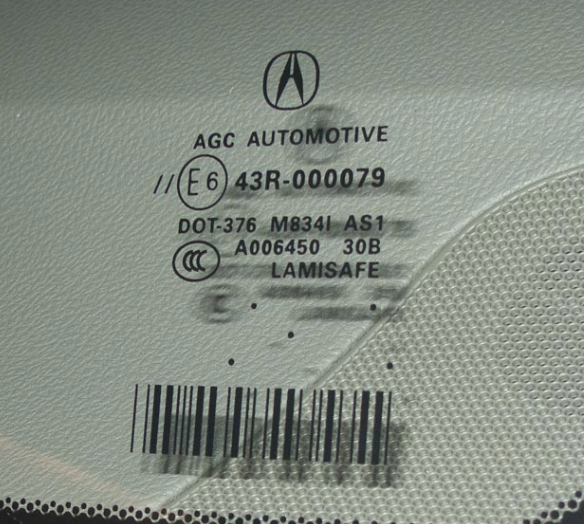 AGC AUTOMOTIVE
// E6 43R-000079
DOT-376 M834I AS1
CCC A006450 30B
LAMISAFE